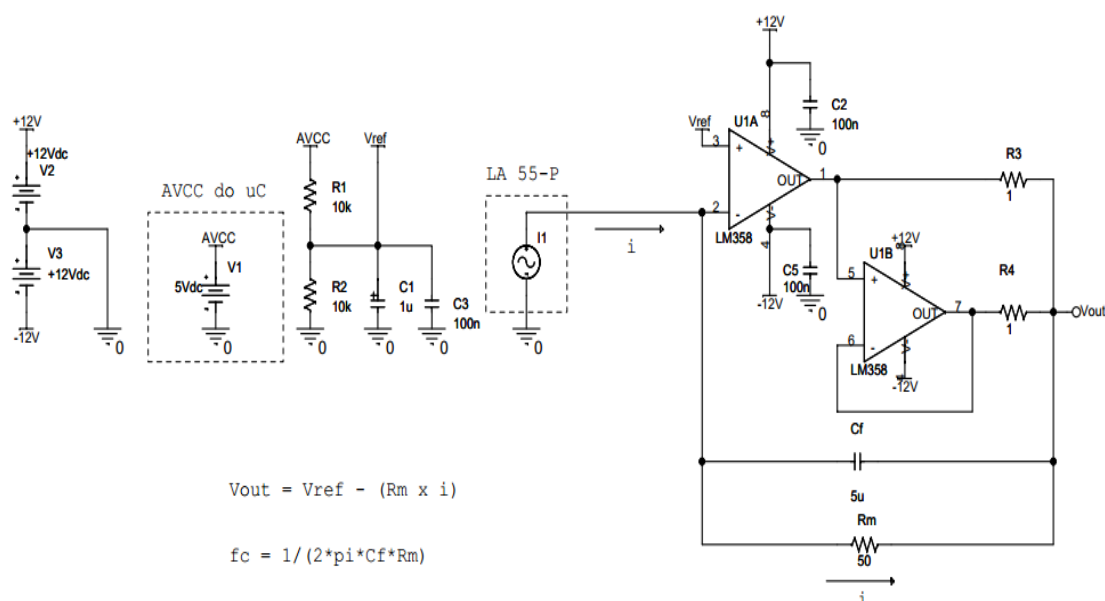 +12V
+12Vdc
V2
V3
+12Vdc
-12V
0
AVCC do uC
AVCC
V1
5Vdc
0
AVCC
Vref
R1
10k
R2
10k
C1
1u
C3
100n
0
0
0
LA 55-P
I1
0
i
+12V
C2
100n
0
Vref
U1A
8
3
+
V+
OUT
1
2
-
V-
LM358
4
C5
100n
-12V
0
R3
1
+12V
8
U1B
5
+
V+
OUT
7
6
-
V-
LM358
4
-12V
R4
1
Vout
Cf
5u
Rm
50
i
Vout = Vref - (Rm x i)
fc = 1/(2*pi*Cf*Rm)